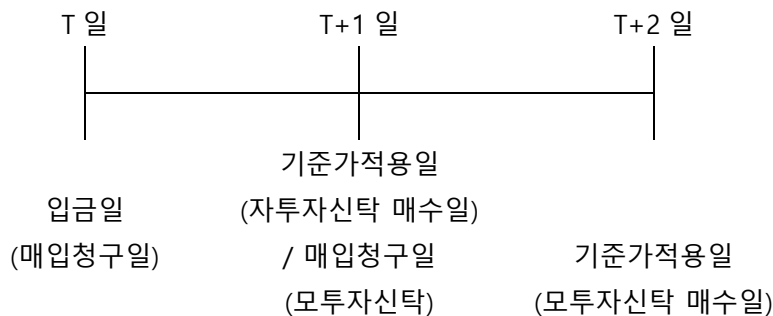 T 일 T+1 일 T+2 일
기준가적용일
입금일 (자투자신탁 매수일)
(매입청구일) / 매입청구일 기준가적용일
(모투자신탁) (모투자신탁 매수일)